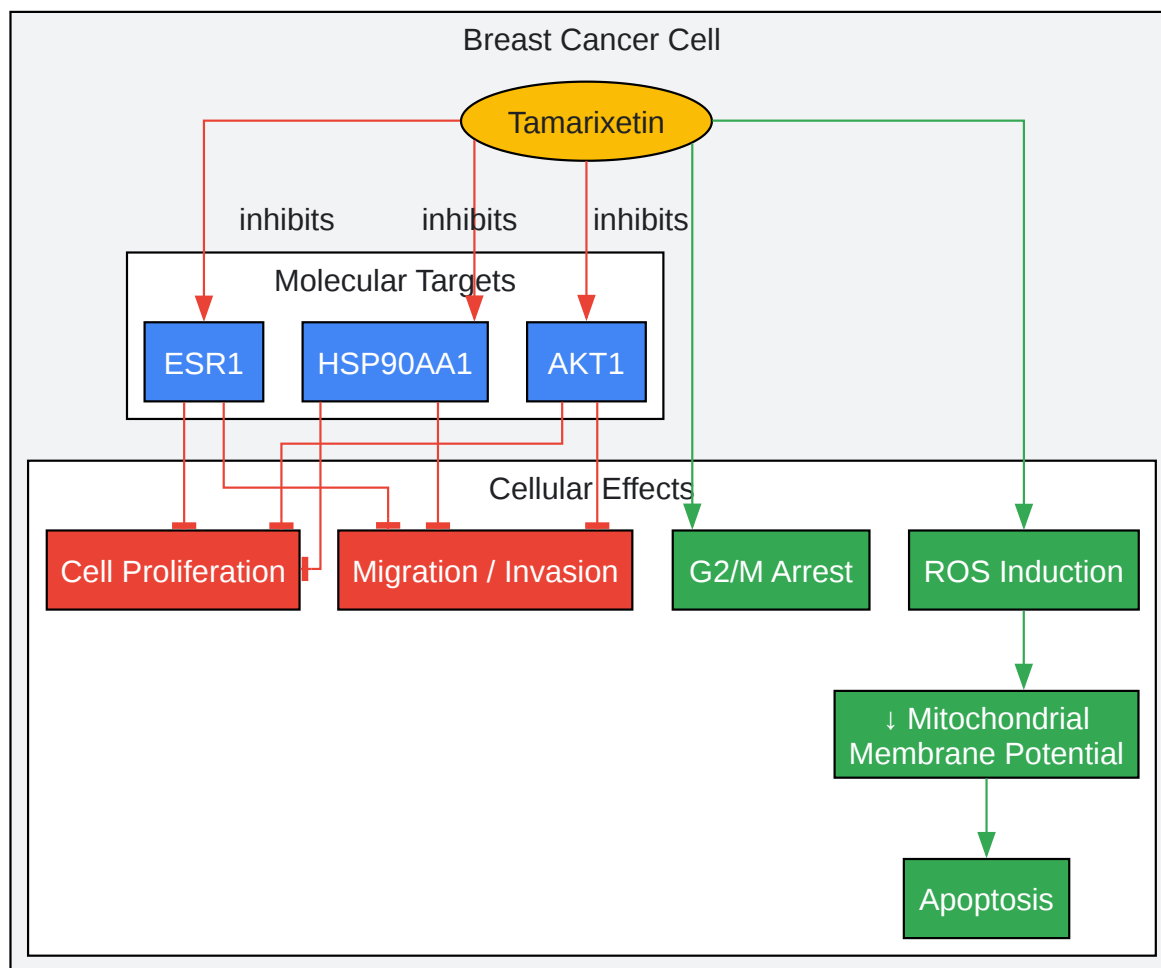 Breast Cancer Cell
Tamarixetin
inhibits
inhibits
inhibits
Molecular Targets
ESR1
HSP90AA1
AKT1
Cellular Effects
Cell Proliferation
Migration / Invasion
G2/M Arrest
ROS Induction
↓ Mitochondrial
Membrane Potential
Apoptosis